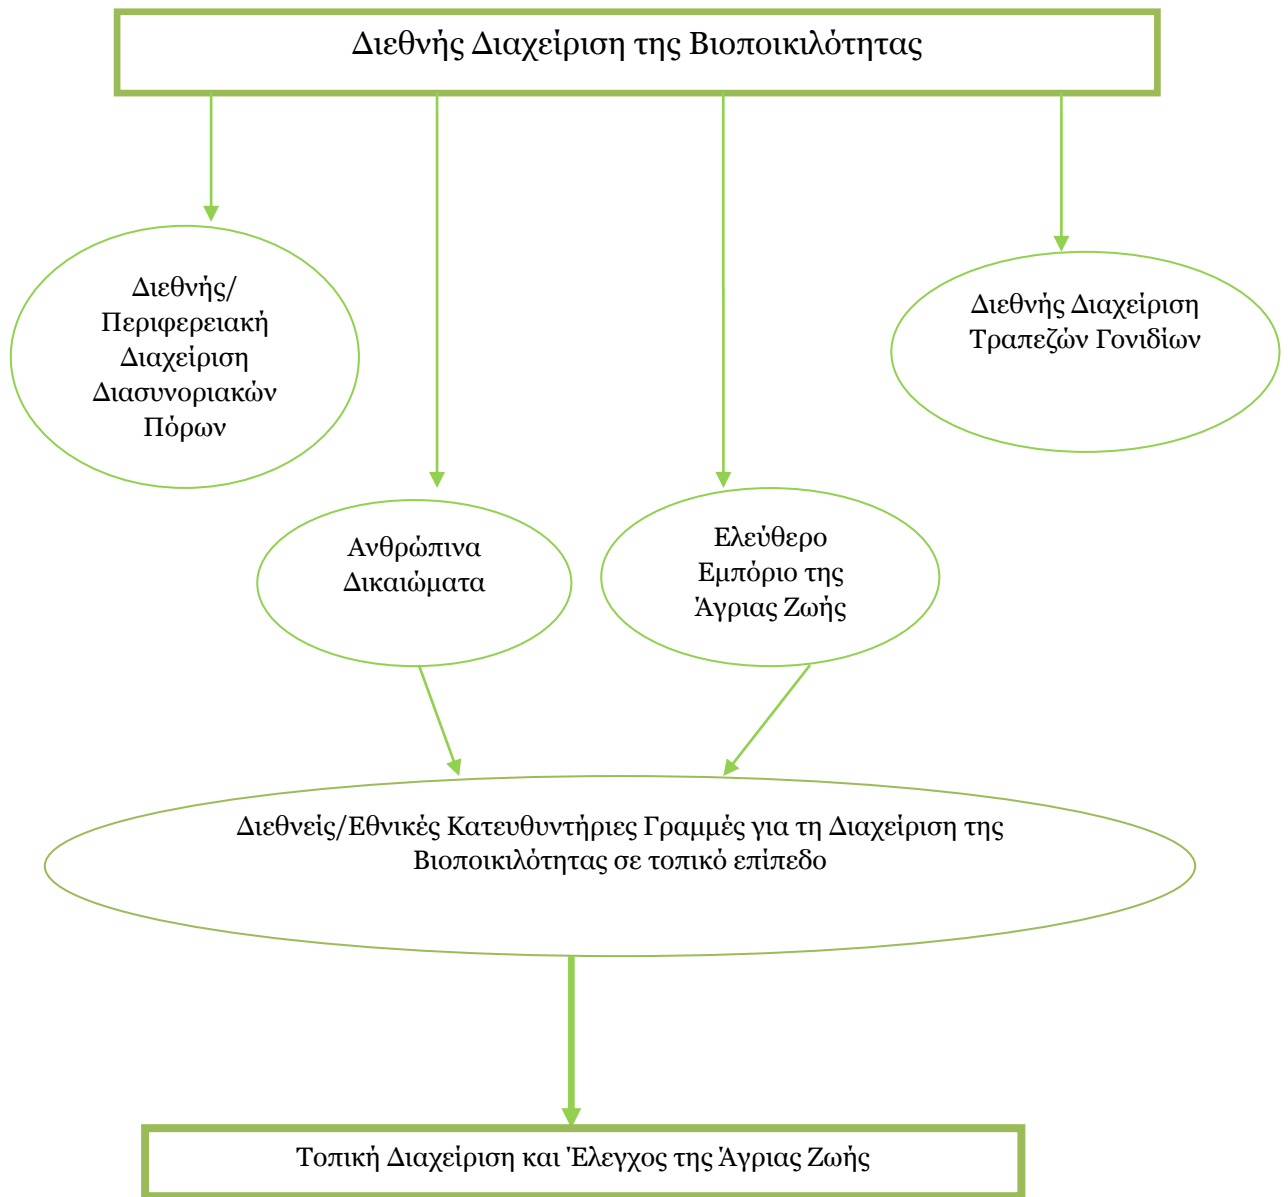 Διεθνής Διαχείριση της Βιοποικιλότητας
Διεθνής/
Περιφερειακή
Διαχείριση
Διασυνοριακών
Πόρων
Διεθνής Διαχείριση
Τραπεζών Γονιδίων
Ανθρώπινα
Δικαιώματα
Ελεύθερο
Εμπόριο της
Άγριας Ζωής
Διεθνείς/Εθνικές Κατευθυντήριες Γραμμές για τη Διαχείριση της
Βιοποικιλότητας σε τοπικό επίπεδο
Τοπική Διαχείριση και Έλεγχος της Άγριας Ζωής